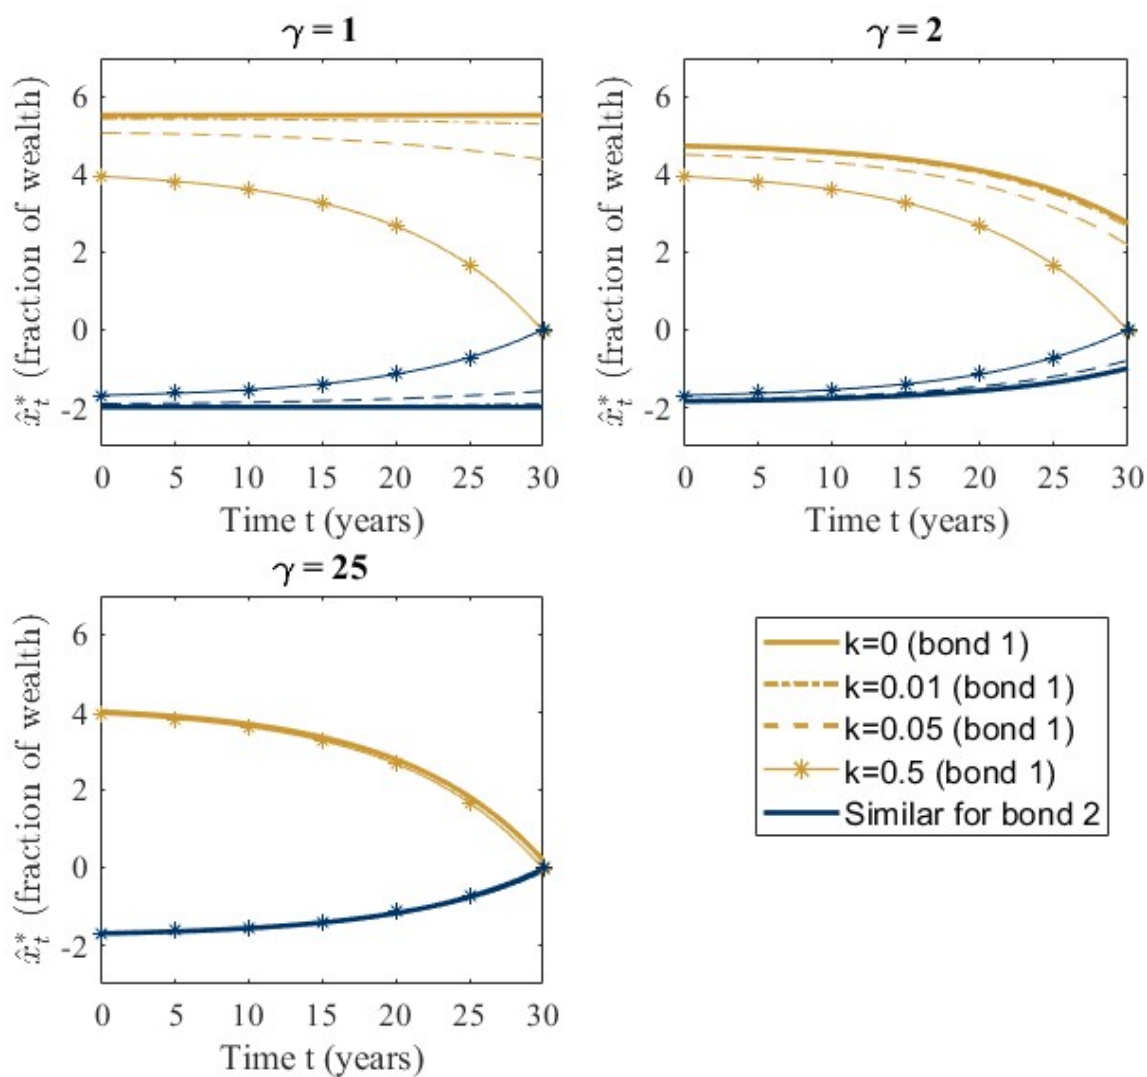 γ = 1
x̂*ₜ (fraction of wealth)
6
4
2
0
-2
0 5 10 15 20 25 30
Time t (years)
γ = 2
x̂*ₜ (fraction of wealth)
6
4
2
0
-2
0 5 10 15 20 25 30
Time t (years)
γ = 25
x̂*ₜ (fraction of wealth)
6
4
2
0
-2
0 5 10 15 20 25 30
Time t (years)
k=0 (bond 1)
k=0.01 (bond 1)
k=0.05 (bond 1)
k=0.5 (bond 1)
Similar for bond 2